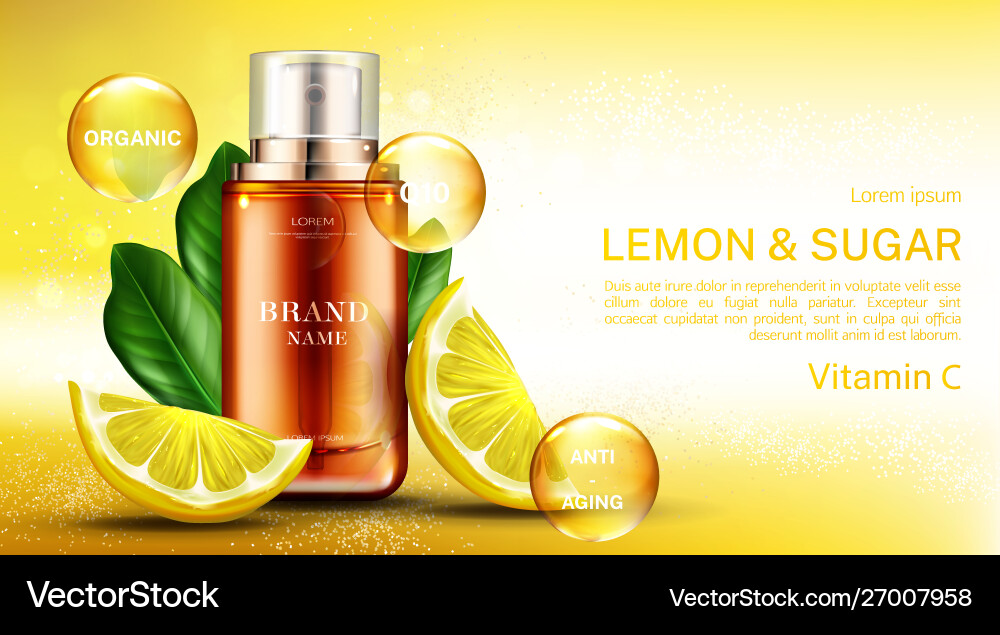 ORGANIC
Q10
LOREM
BRAND
NAME
LOREM IPSUM
ANTI
-
AGING
Lorem ipsum
LEMON & SUGAR
Duis aute irure dolor in reprehenderit in voluptate velit esse
cillum dolore eu fugiat nulla pariatur. Excepteur sint
occaecat cupidatat non proident, sunt in culpa qui officia
deserunt mollit anim id est laborum.
Vitamin C
VectorStock
VectorStock.com/27007958